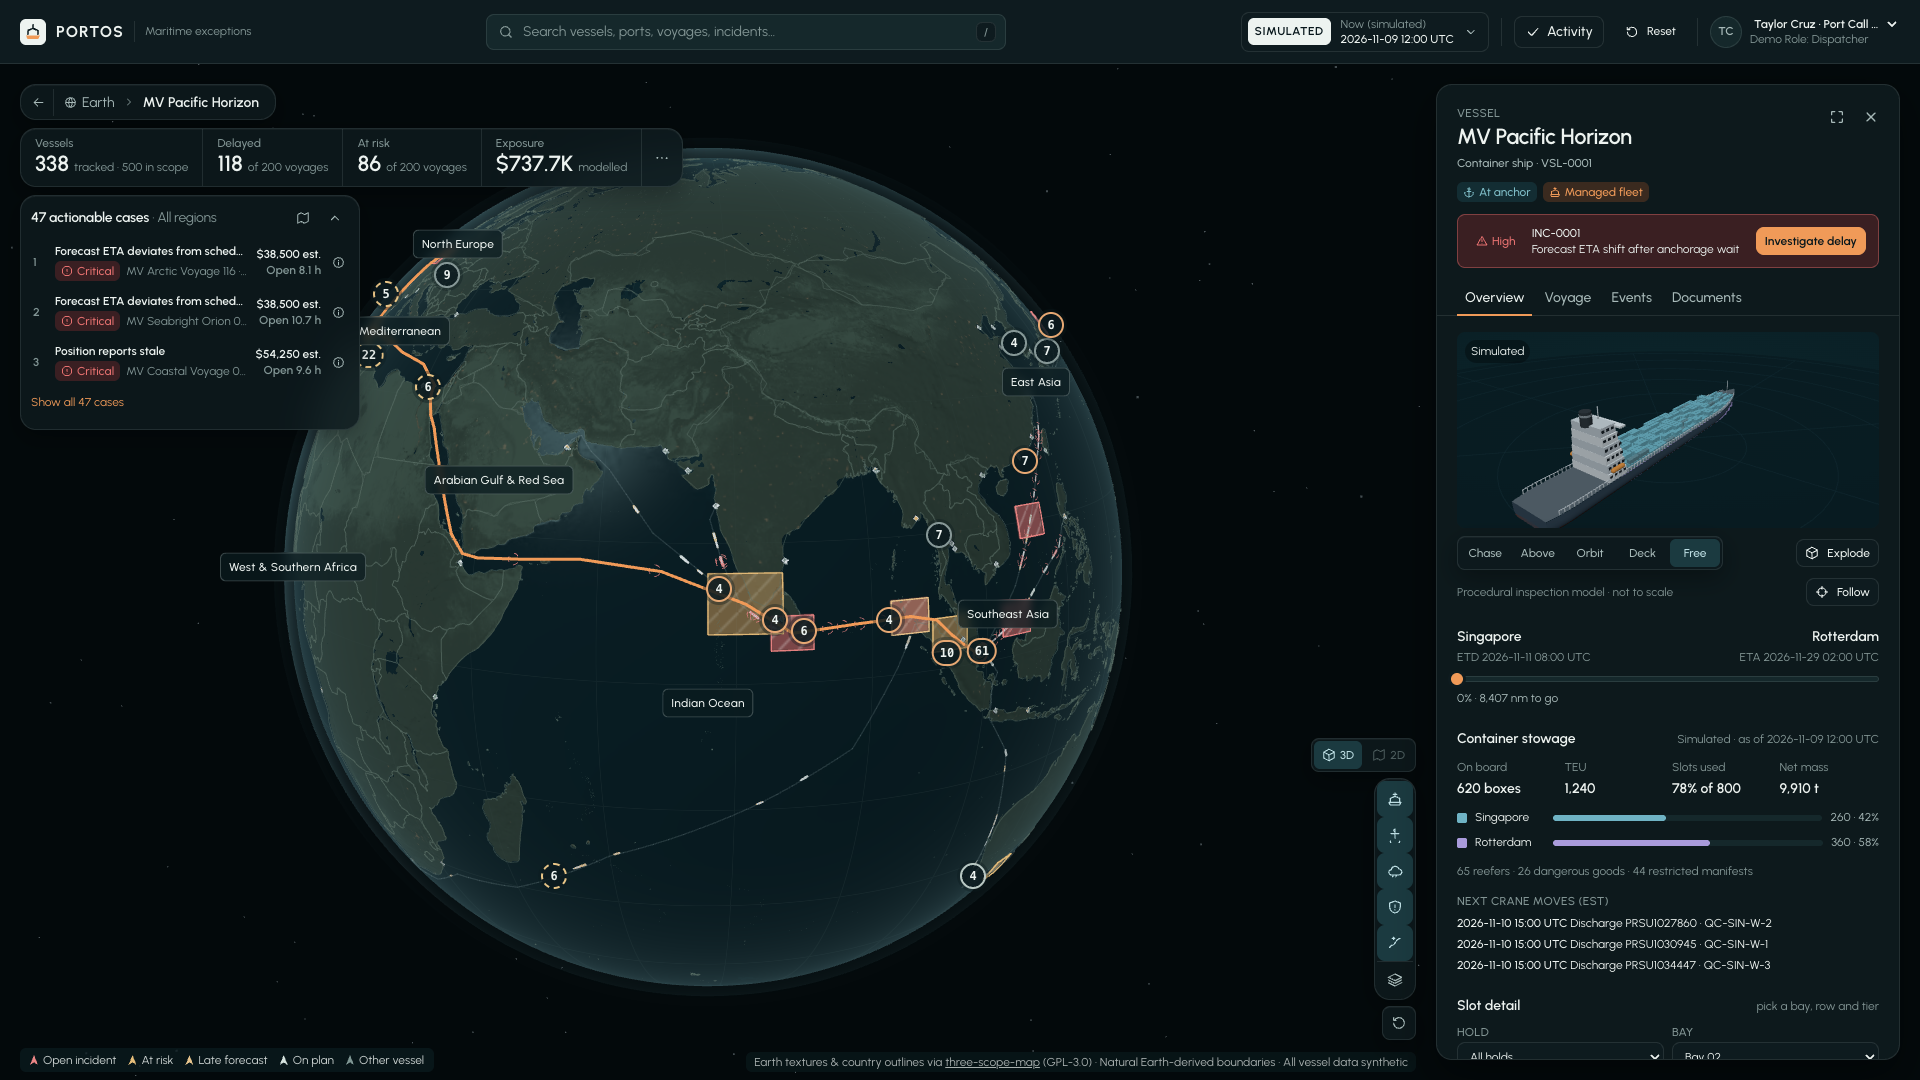 PORTOS Maritime exceptions
Search vessels, ports, voyages, incidents... /
SIMULATED
Now (simulated)
2026-11-09 12:00 UTC
Activity
Reset
TC
Taylor Cruz · Port Call ...
Demo Role: Dispatcher
Earth > MV Pacific Horizon
Vessels
338 tracked · 500 in scope
Delayed
118 of 200 voyages
At risk
86 of 200 voyages
Exposure
$737.7K modelled
47 actionable cases · All regions
1 Forecast ETA deviates from sched... $38,500 est.
Critical MV Arctic Voyage 116 ·... Open 8.1 h
2 Forecast ETA deviates from sched... $38,500 est.
Critical MV Seabright Orion 0... Open 10.7 h
3 Position reports stale $54,250 est.
Critical MV Coastal Voyage 0... Open 9.6 h
Show all 47 cases
North Europe
9
5
Mediterranean
22
6
6
4
7
East Asia
7
Arabian Gulf & Red Sea
7
West & Southern Africa
4
4
6
4
Southeast Asia
10
61
Indian Ocean
6
4
3D 2D
Open incident At risk Late forecast On plan Other vessel
Earth textures & country outlines via three-scope-map (GPL-3.0) · Natural Earth-derived boundaries · All vessel data synthetic
VESSEL
MV Pacific Horizon
Container ship · VSL-0001
At anchor Managed fleet
High
INC-0001
Forecast ETA shift after anchorage wait
Investigate delay
Overview Voyage Events Documents
Simulated
Chase Above Orbit Deck Free
Explode
Procedural inspection model · not to scale
Follow
Singapore Rotterdam
ETD 2026-11-11 08:00 UTC ETA 2026-11-29 02:00 UTC
0% · 8,407 nm to go
Container stowage Simulated · as of 2026-11-09 12:00 UTC
On board TEU Slots used Net mass
620 boxes 1,240 78% of 800 9,910 t
Singapore 260 · 42%
Rotterdam 360 · 58%
65 reefers · 26 dangerous goods · 44 restricted manifests
NEXT CRANE MOVES (EST)
2026-11-10 15:00 UTC Discharge PRSU1027860 · QC-SIN-W-2
2026-11-10 15:00 UTC Discharge PRSU1030945 · QC-SIN-W-1
2026-11-10 15:00 UTC Discharge PRSU1034447 · QC-SIN-W-3
Slot detail pick a bay, row and tier
HOLD BAY
All holds Bay 02